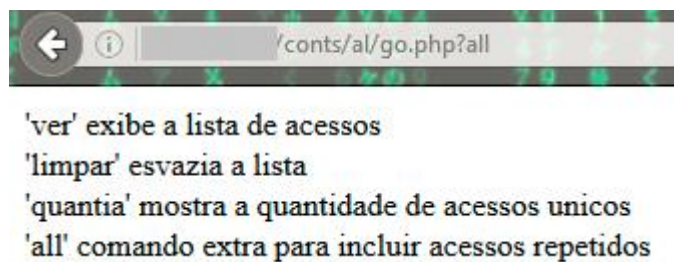 /conts/al/go.php?all
'ver' exibe a lista de acessos
'limpar' esvazia a lista
'quantia' mostra a quantidade de acessos unicos
'all' comando extra para incluir acessos repetidos